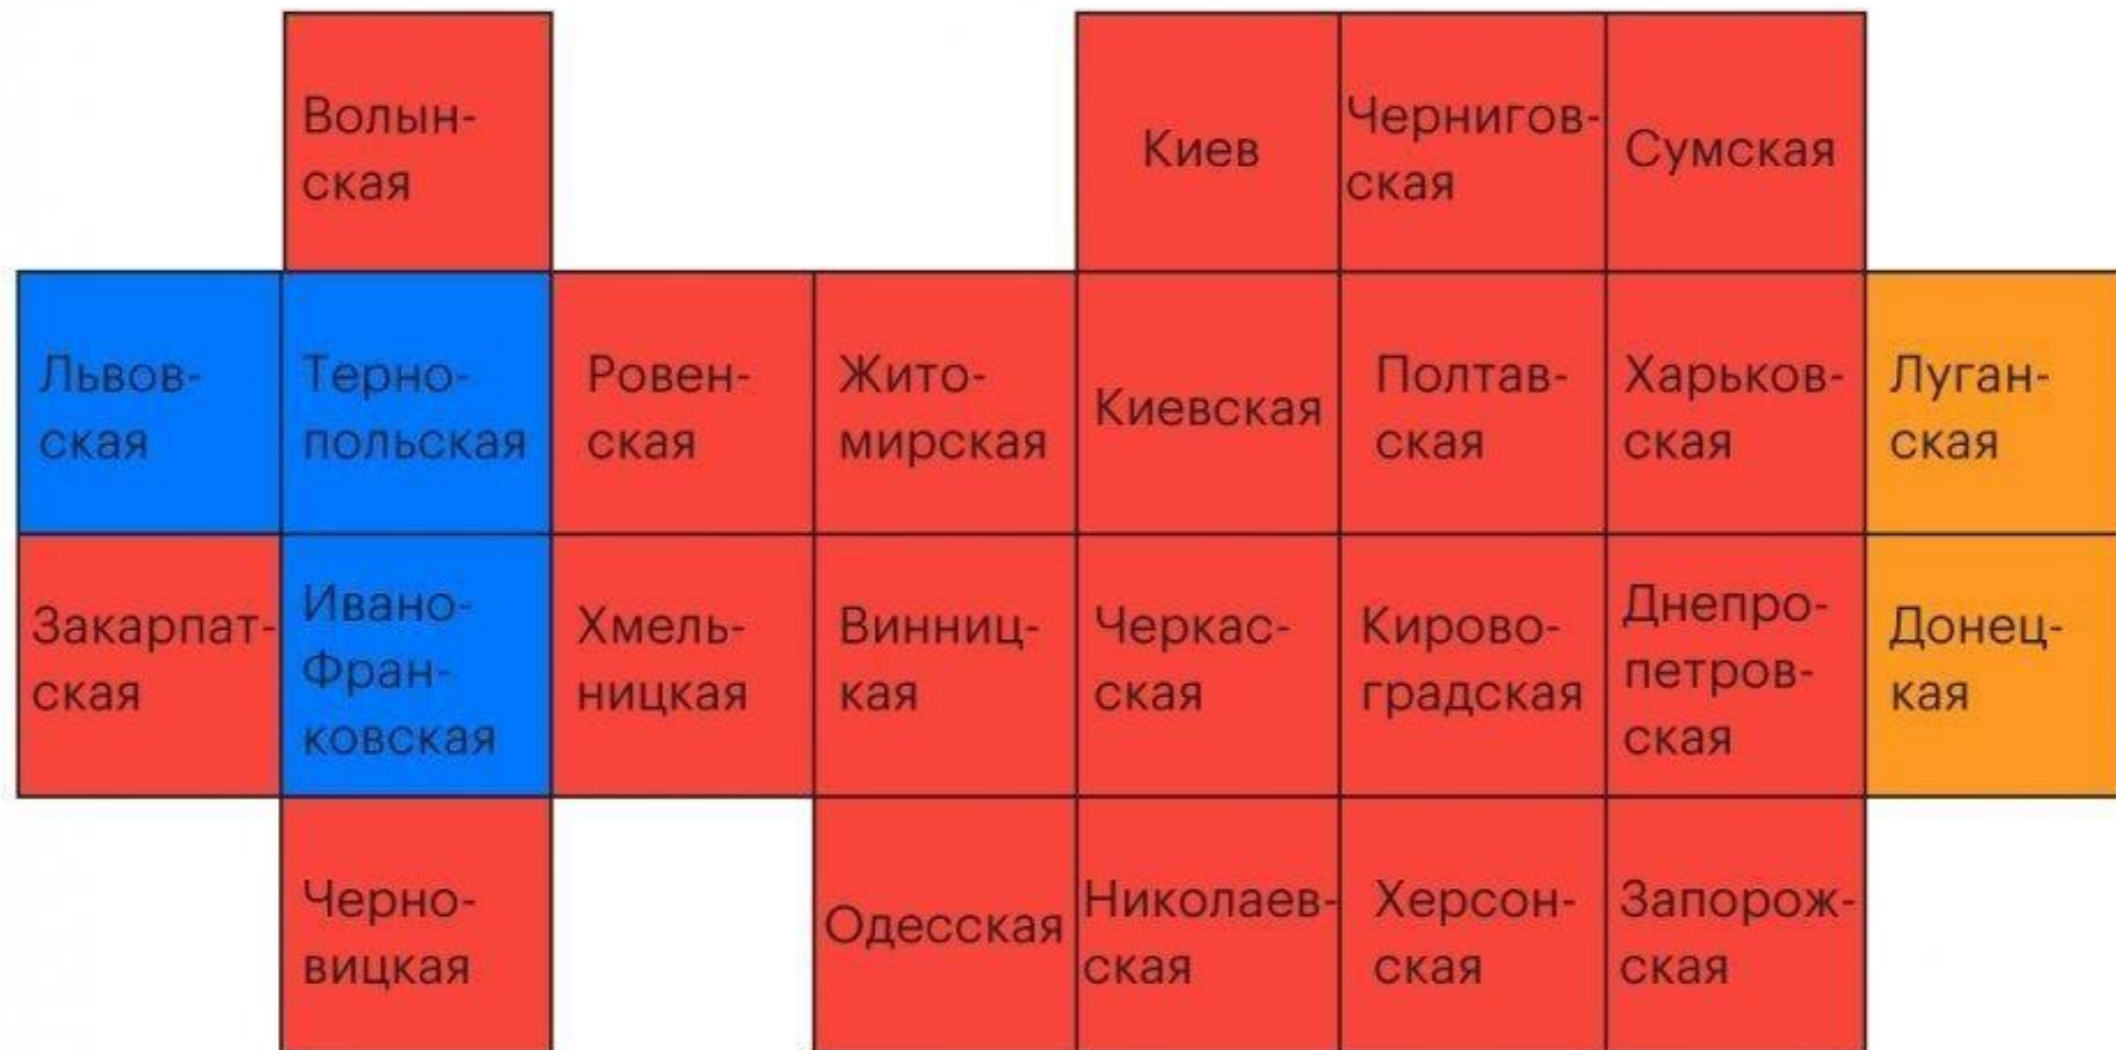 Волын-
ская
Киев
Чернигов-
ская
Сумская
Львов-
ская
Терно-
польская
Ровен-
ская
Жито-
мирская
Киевская
Полтав-
ская
Харьков-
ская
Луган-
ская
Закарпат-
ская
Ивано-
Фран-
ковская
Хмель-
ницкая
Винниц-
кая
Черкас-
ская
Кирово-
градская
Днепро-
петров-
ская
Донец-
кая
Черно-
вицкая
Одесская
Николаев-
ская
Херсон-
ская
Запорож-
ская